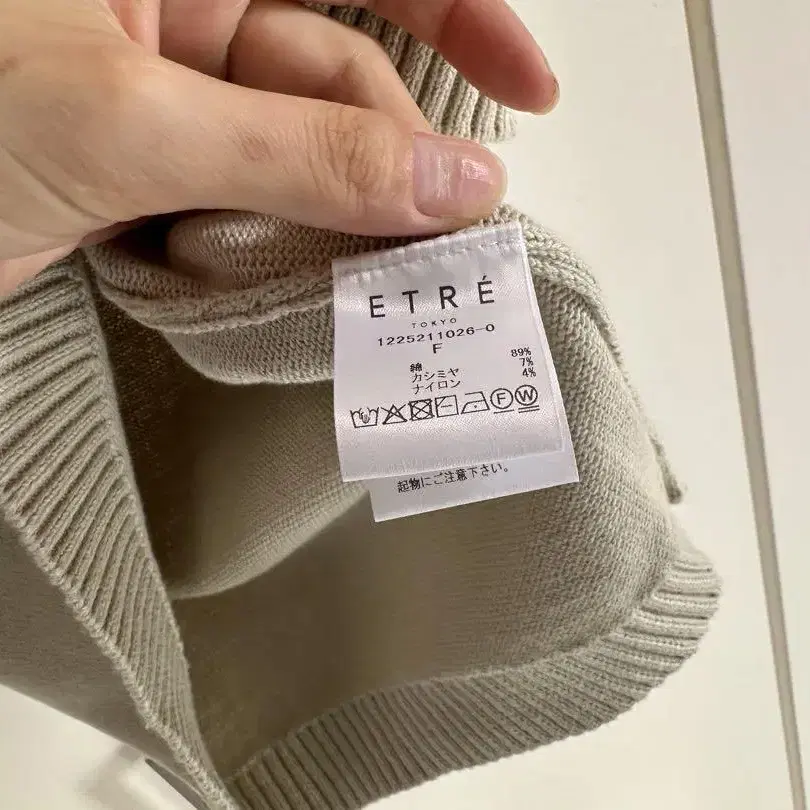 ETRÉ
TOKYO
1225211026-0
F
綿 89%
カシミヤ 7%
ナイロン 4%
F W
起物にご注意下さい。